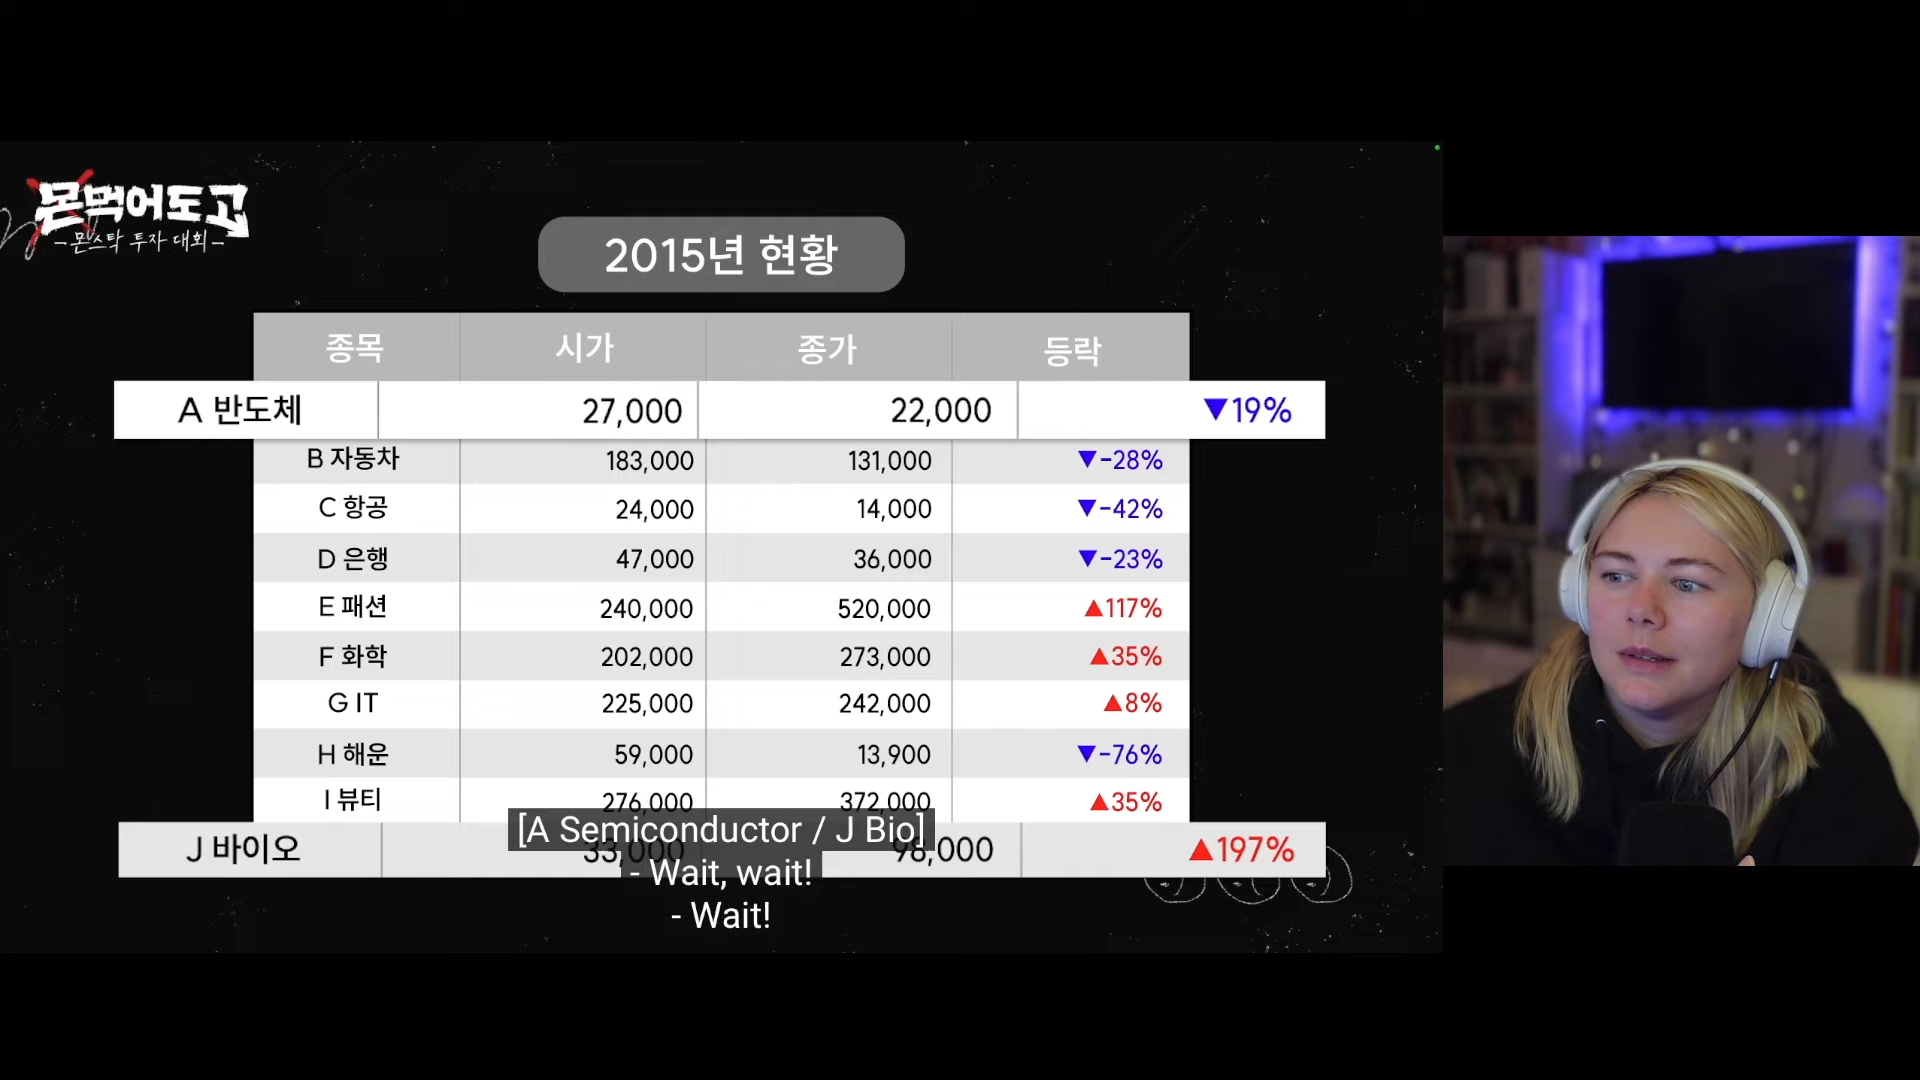 몬먹어도고
-몬스탁 투자 대회-
2015년 현황
종목 시가 종가 등락
A 반도체 27,000 22,000 ▼19%
B 자동차 183,000 131,000 ▼-28%
C 항공 24,000 14,000 ▼-42%
D 은행 47,000 36,000 ▼-23%
E 패션 240,000 520,000 ▲117%
F 화학 202,000 273,000 ▲35%
G IT 225,000 242,000 ▲8%
H 해운 59,000 13,900 ▼-76%
I 뷰티 276,000 372,000 ▲35%
J 바이오 33,000 98,000 ▲197%
[A Semiconductor / J Bio]
- Wait, wait!
- Wait!